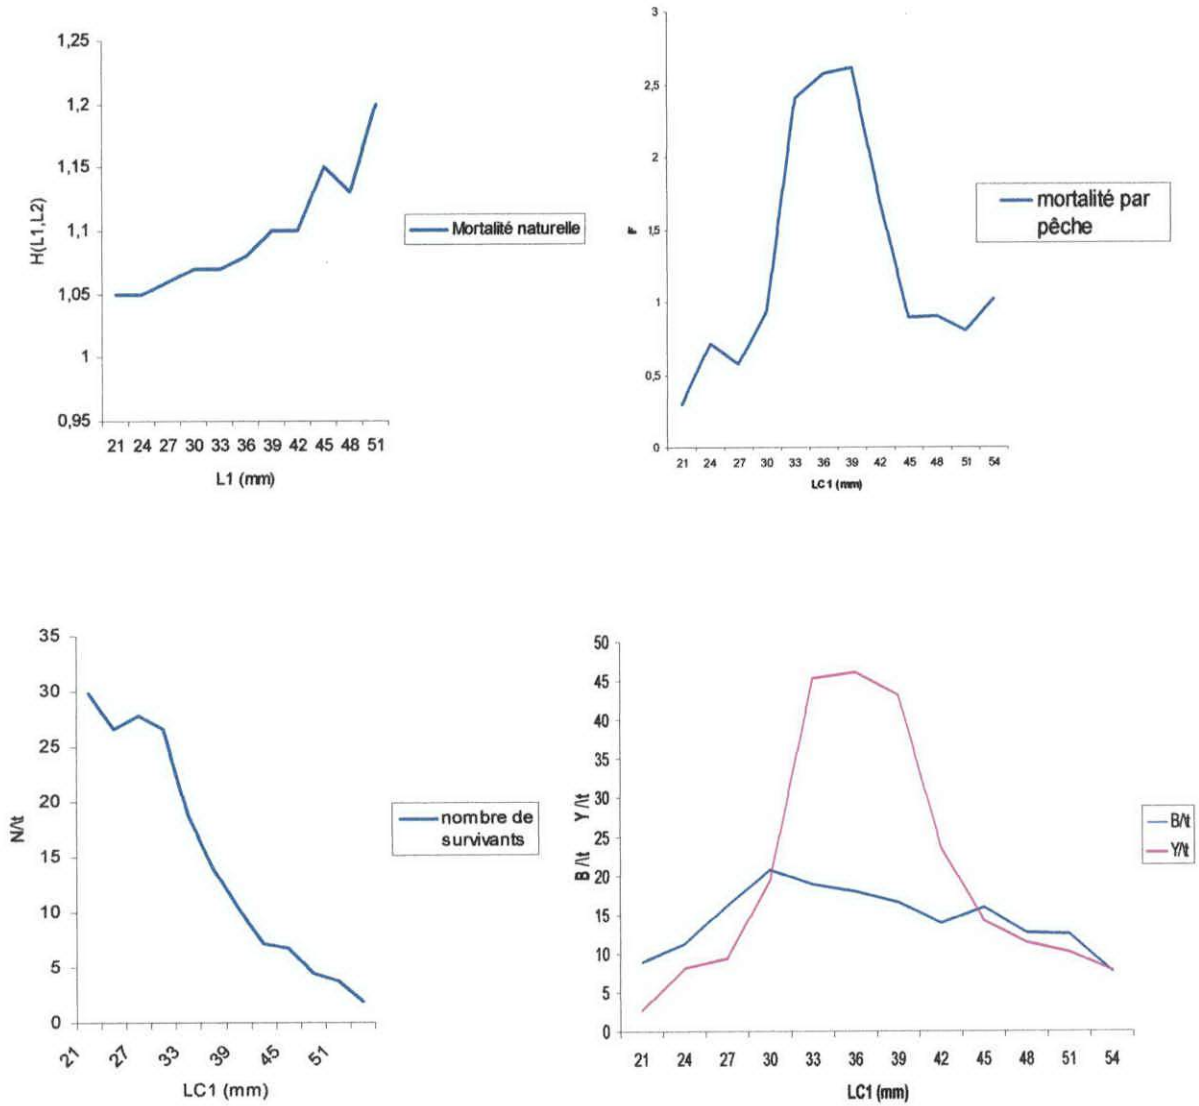 1,25
1,2
1,15
1,1
1,05
1
0,95
H(L1,L2)
21 24 27 30 33 36 39 42 45 48 51
L1 (mm)
Mortalité naturelle
3
2,5
2
1,5
1
0,5
0
F
21 24 27 30 33 36 39 42 45 48 51 54
LC1 (mm)
mortalité par
pêche
35
30
25
20
15
10
5
0
N/\t
21 27 33 39 45 51
LC1 (mm)
nombre de
survivants
50
45
40
35
30
25
20
15
10
5
0
B/\t Y/\t
21 24 27 30 33 36 39 42 45 48 51 54
LC1 (mm)
B/\t
Y/\t